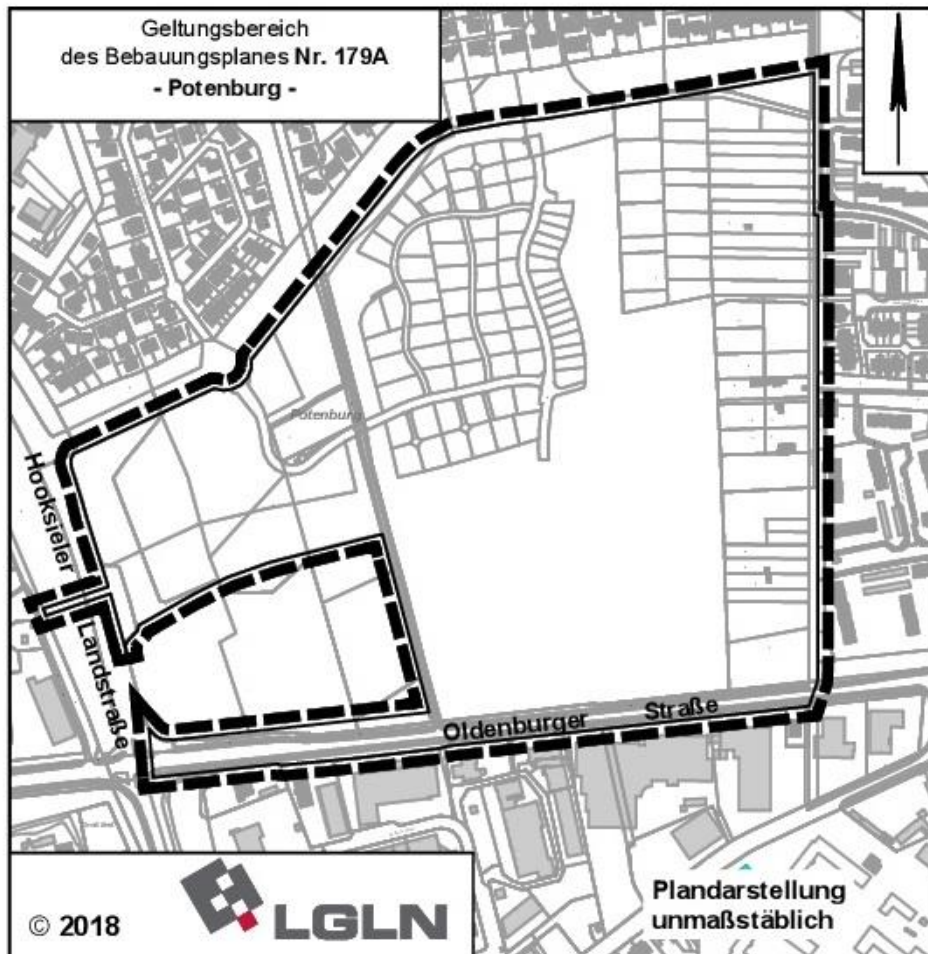 Geltungsbereich
des Bebauungsplanes Nr. 179A
- Potenburg -
Potenburg
Hooksieler
Landstraße
Oldenburger Straße
© 2018
LGLN
Plandarstellung
unmaßstäblich